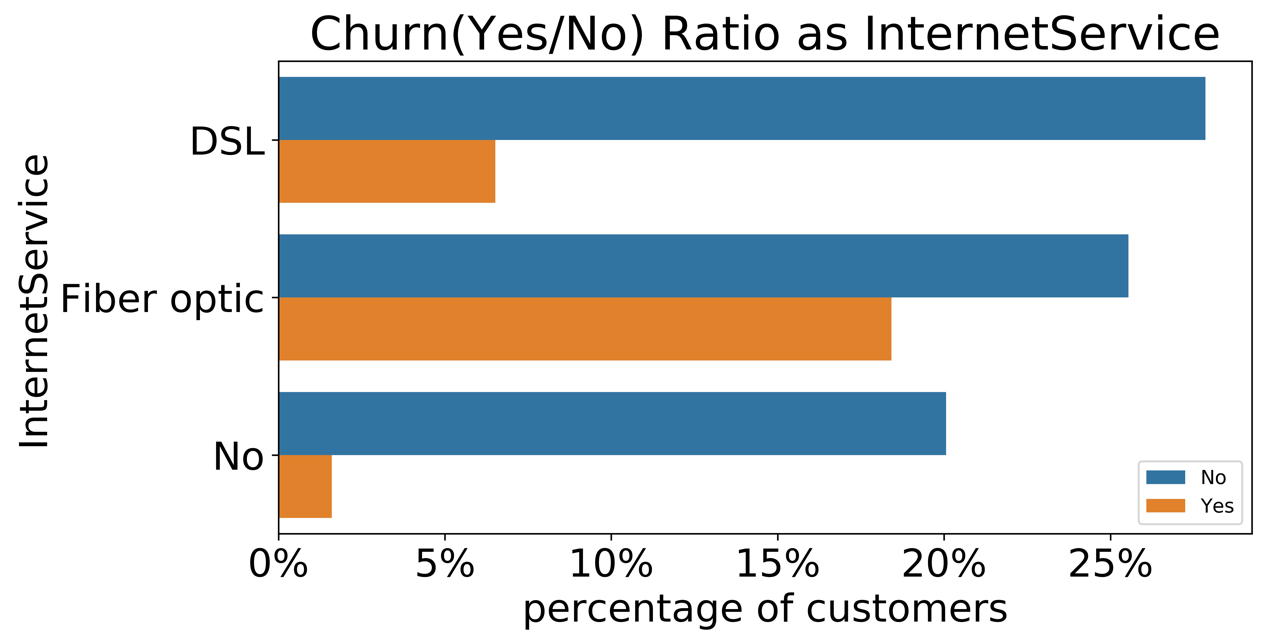 Churn(Yes/No) Ratio as InternetService
InternetService
DSL
Fiber optic
No
No
Yes
0% 5% 10% 15% 20% 25%
percentage of customers